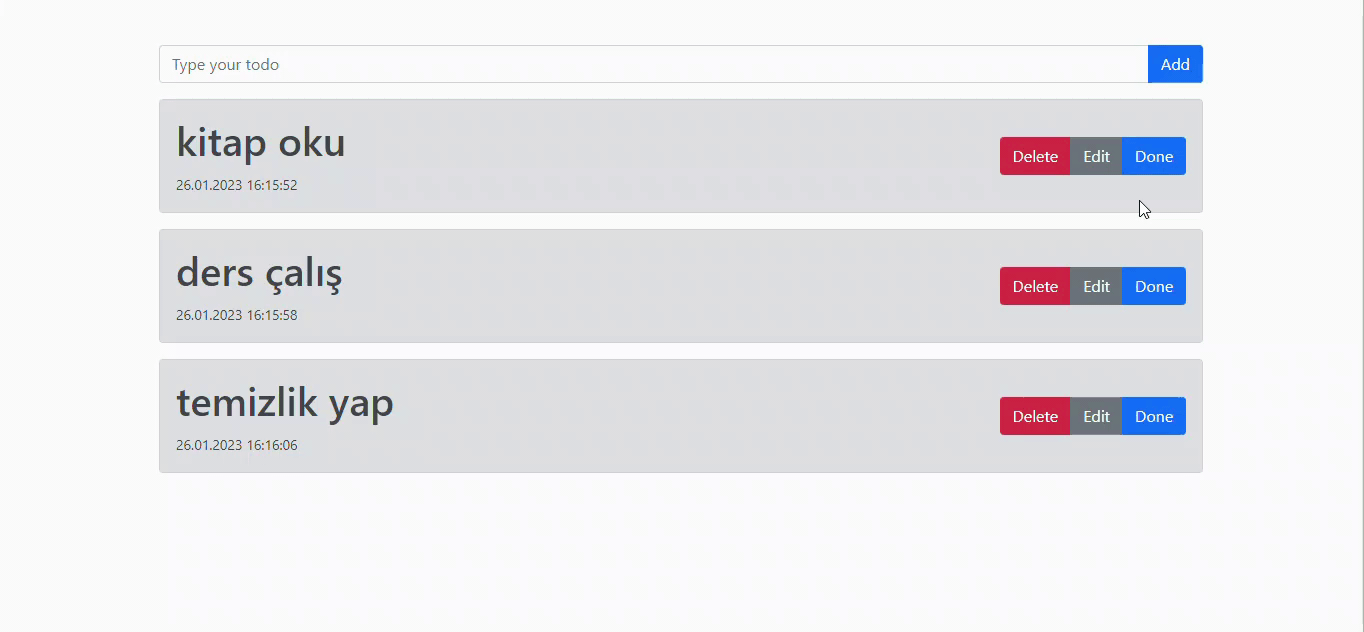 Type your todo Add
kitap oku
26.01.2023 16:15:52
Delete Edit Done
ders çalış
26.01.2023 16:15:58
Delete Edit Done
temizlik yap
26.01.2023 16:16:06
Delete Edit Done